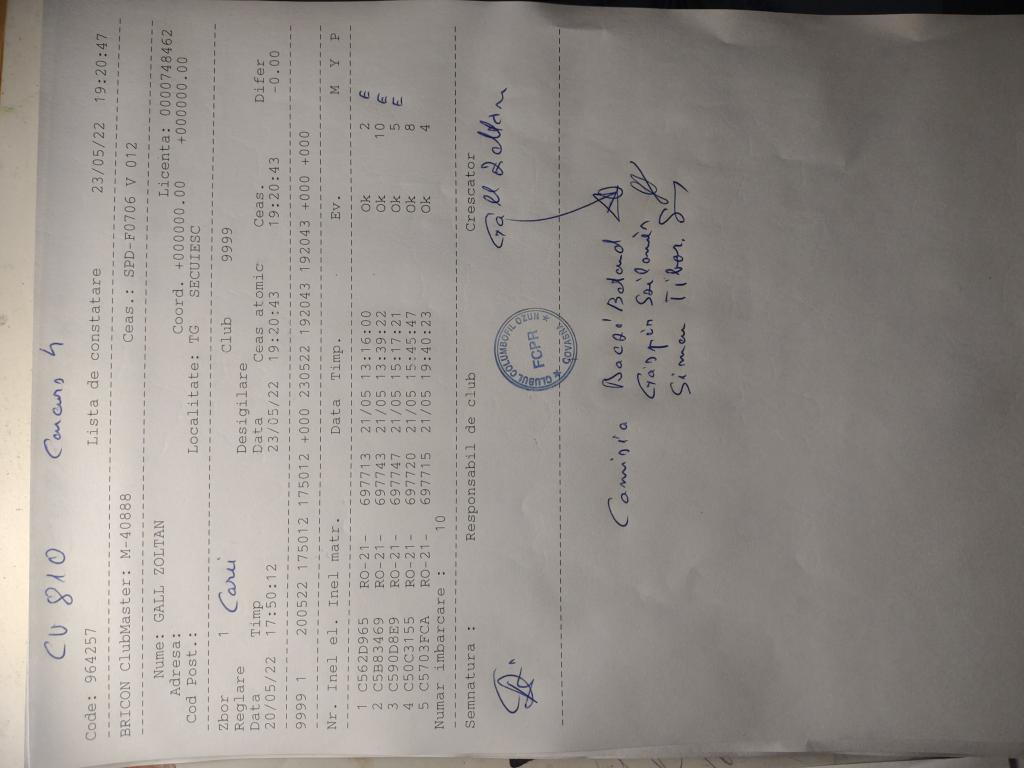 CU 810 Concurs 4
Code: 964257 Lista de constatare 23/05/22 19:20:47
BRICON ClubMaster: M-40888 Ceas.: SPD-F0706 V 012
Nume: GALL ZOLTAN Licenta: 0000748462
Adresa: Coord. +000000.00 +000000.00
Cod Post.: Localitate: TG SECUIESC
Zbor 1 Carei Club 9999
Reglare Desigilare
Data Timp Data Ceas atomic Ceas. Difer
20/05/22 17:50:12 23/05/22 19:20:43 19:20:43 -0.00
9999 1 200522 175012 175012 +000 230522 192043 192043 +000 +000
Nr. Inel el. Inel matr. Data Timp. Ev. M Y P
1 C562D965 RO-21- 697713 21/05 13:16:00 Ok 2 E
2 C5B83469 RO-21- 697743 21/05 13:39:22 Ok 10 E
3 C590D8E9 RO-21- 697747 21/05 15:17:21 Ok 5 E
4 C50C3155 RO-21- 697720 21/05 15:45:47 Ok 8
5 C5703FCA RO-21- 697715 21/05 19:40:23 Ok 4
Numar imbarcare : 10
Semnatura : Responsabil de club Crescator
Gall Zoltan
CLUBUL COLUMBOFIL OZUN
FCPR
COVASNA
Comisia Bacsó Botond
Gáspár
Simon Tibor